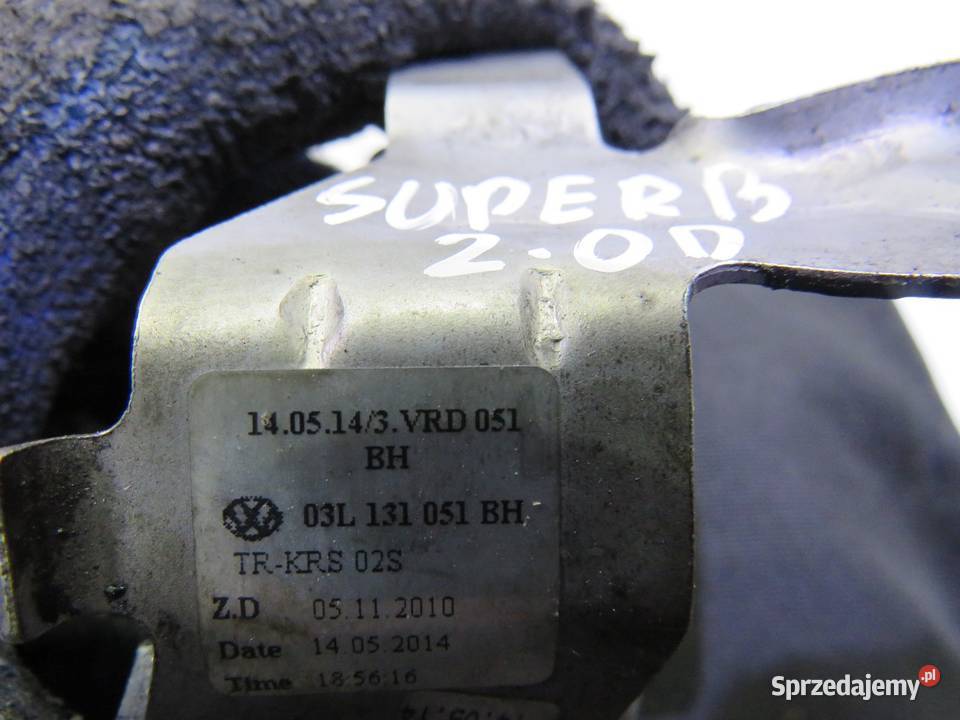 SUPERB
2.0D
14.05.14/3.VRD 051
BH
03L 131 051 BH
TR-KRS 02S
Z.D 05.11.2010
Date 14.05.2014
Time 18:56:16
Sprzedajemy.pl